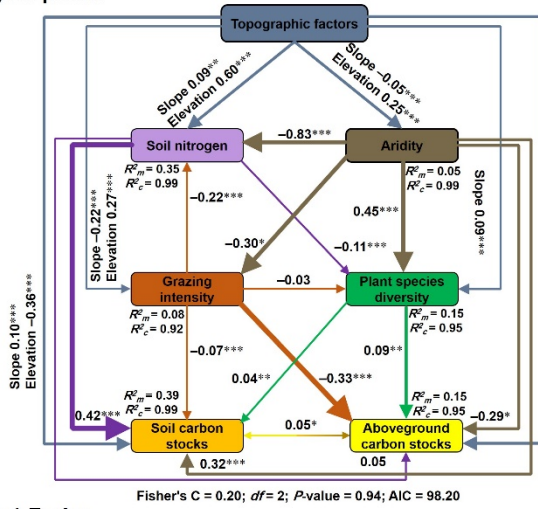 Topographic factors
Slope 0.09**
Elevation 0.60***
Slope –0.05***
Elevation 0.25***
Soil nitrogen
–0.83***
Aridity
R²m = 0.35
R²c = 0.99
R²m = 0.05
R²c = 0.99
–0.22***
0.45***
Slope 0.09***
Slope –0.22***
Elevation 0.27***
–0.30*
–0.11***
Grazing
intensity
–0.03
Plant species
diversity
R²m = 0.08
R²c = 0.92
R²m = 0.15
R²c = 0.95
Slope 0.10***
Elevation –0.36***
–0.07***
0.04**
–0.33***
0.09**
R²m = 0.39
R²c = 0.99
R²m = 0.15
R²c = 0.95
0.42***
Soil carbon
stocks
0.05*
Aboveground
carbon stocks
–0.29*
0.32***
0.05
Fisher's C = 0.20; df = 2; P-value = 0.94; AIC = 98.20